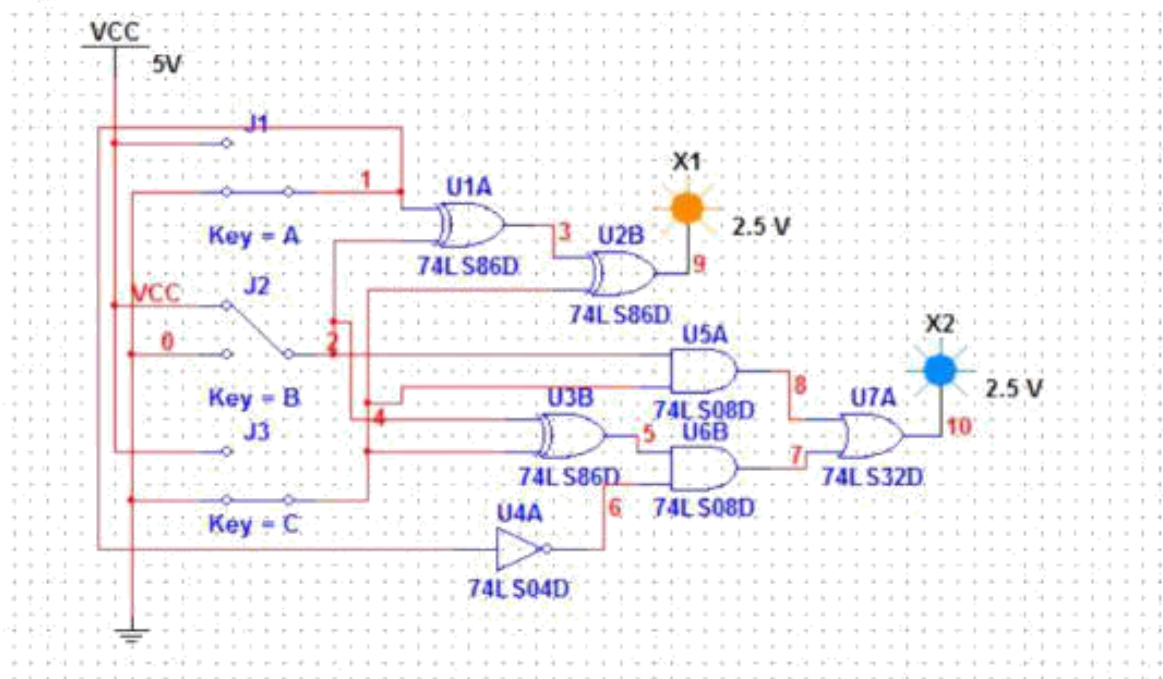 VCC
5V
J1
1
Key = A
U1A
74LS86D
3
U2B
74LS86D
X1
2.5 V
9
VCC
J2
0
2
Key = B
U5A
74LS08D
8
X2
2.5 V
J3
4
U3B
74LS86D
5
U6B
74LS08D
7
U7A
74LS32D
10
Key = C
U4A
74LS04D
6